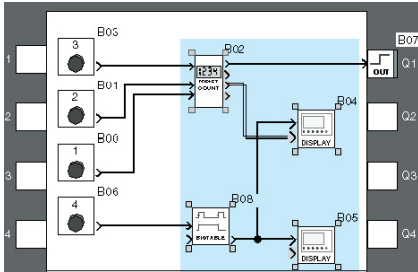 B03
3
B02
B07
1
1234
Q1
PRESET
COUNT
OUT
B01
2
B04
2
Q2
DISPLAY
B00
1
3
Q3
B06
4
B08
B05
4
BISTABLE
Q4
DISPLAY